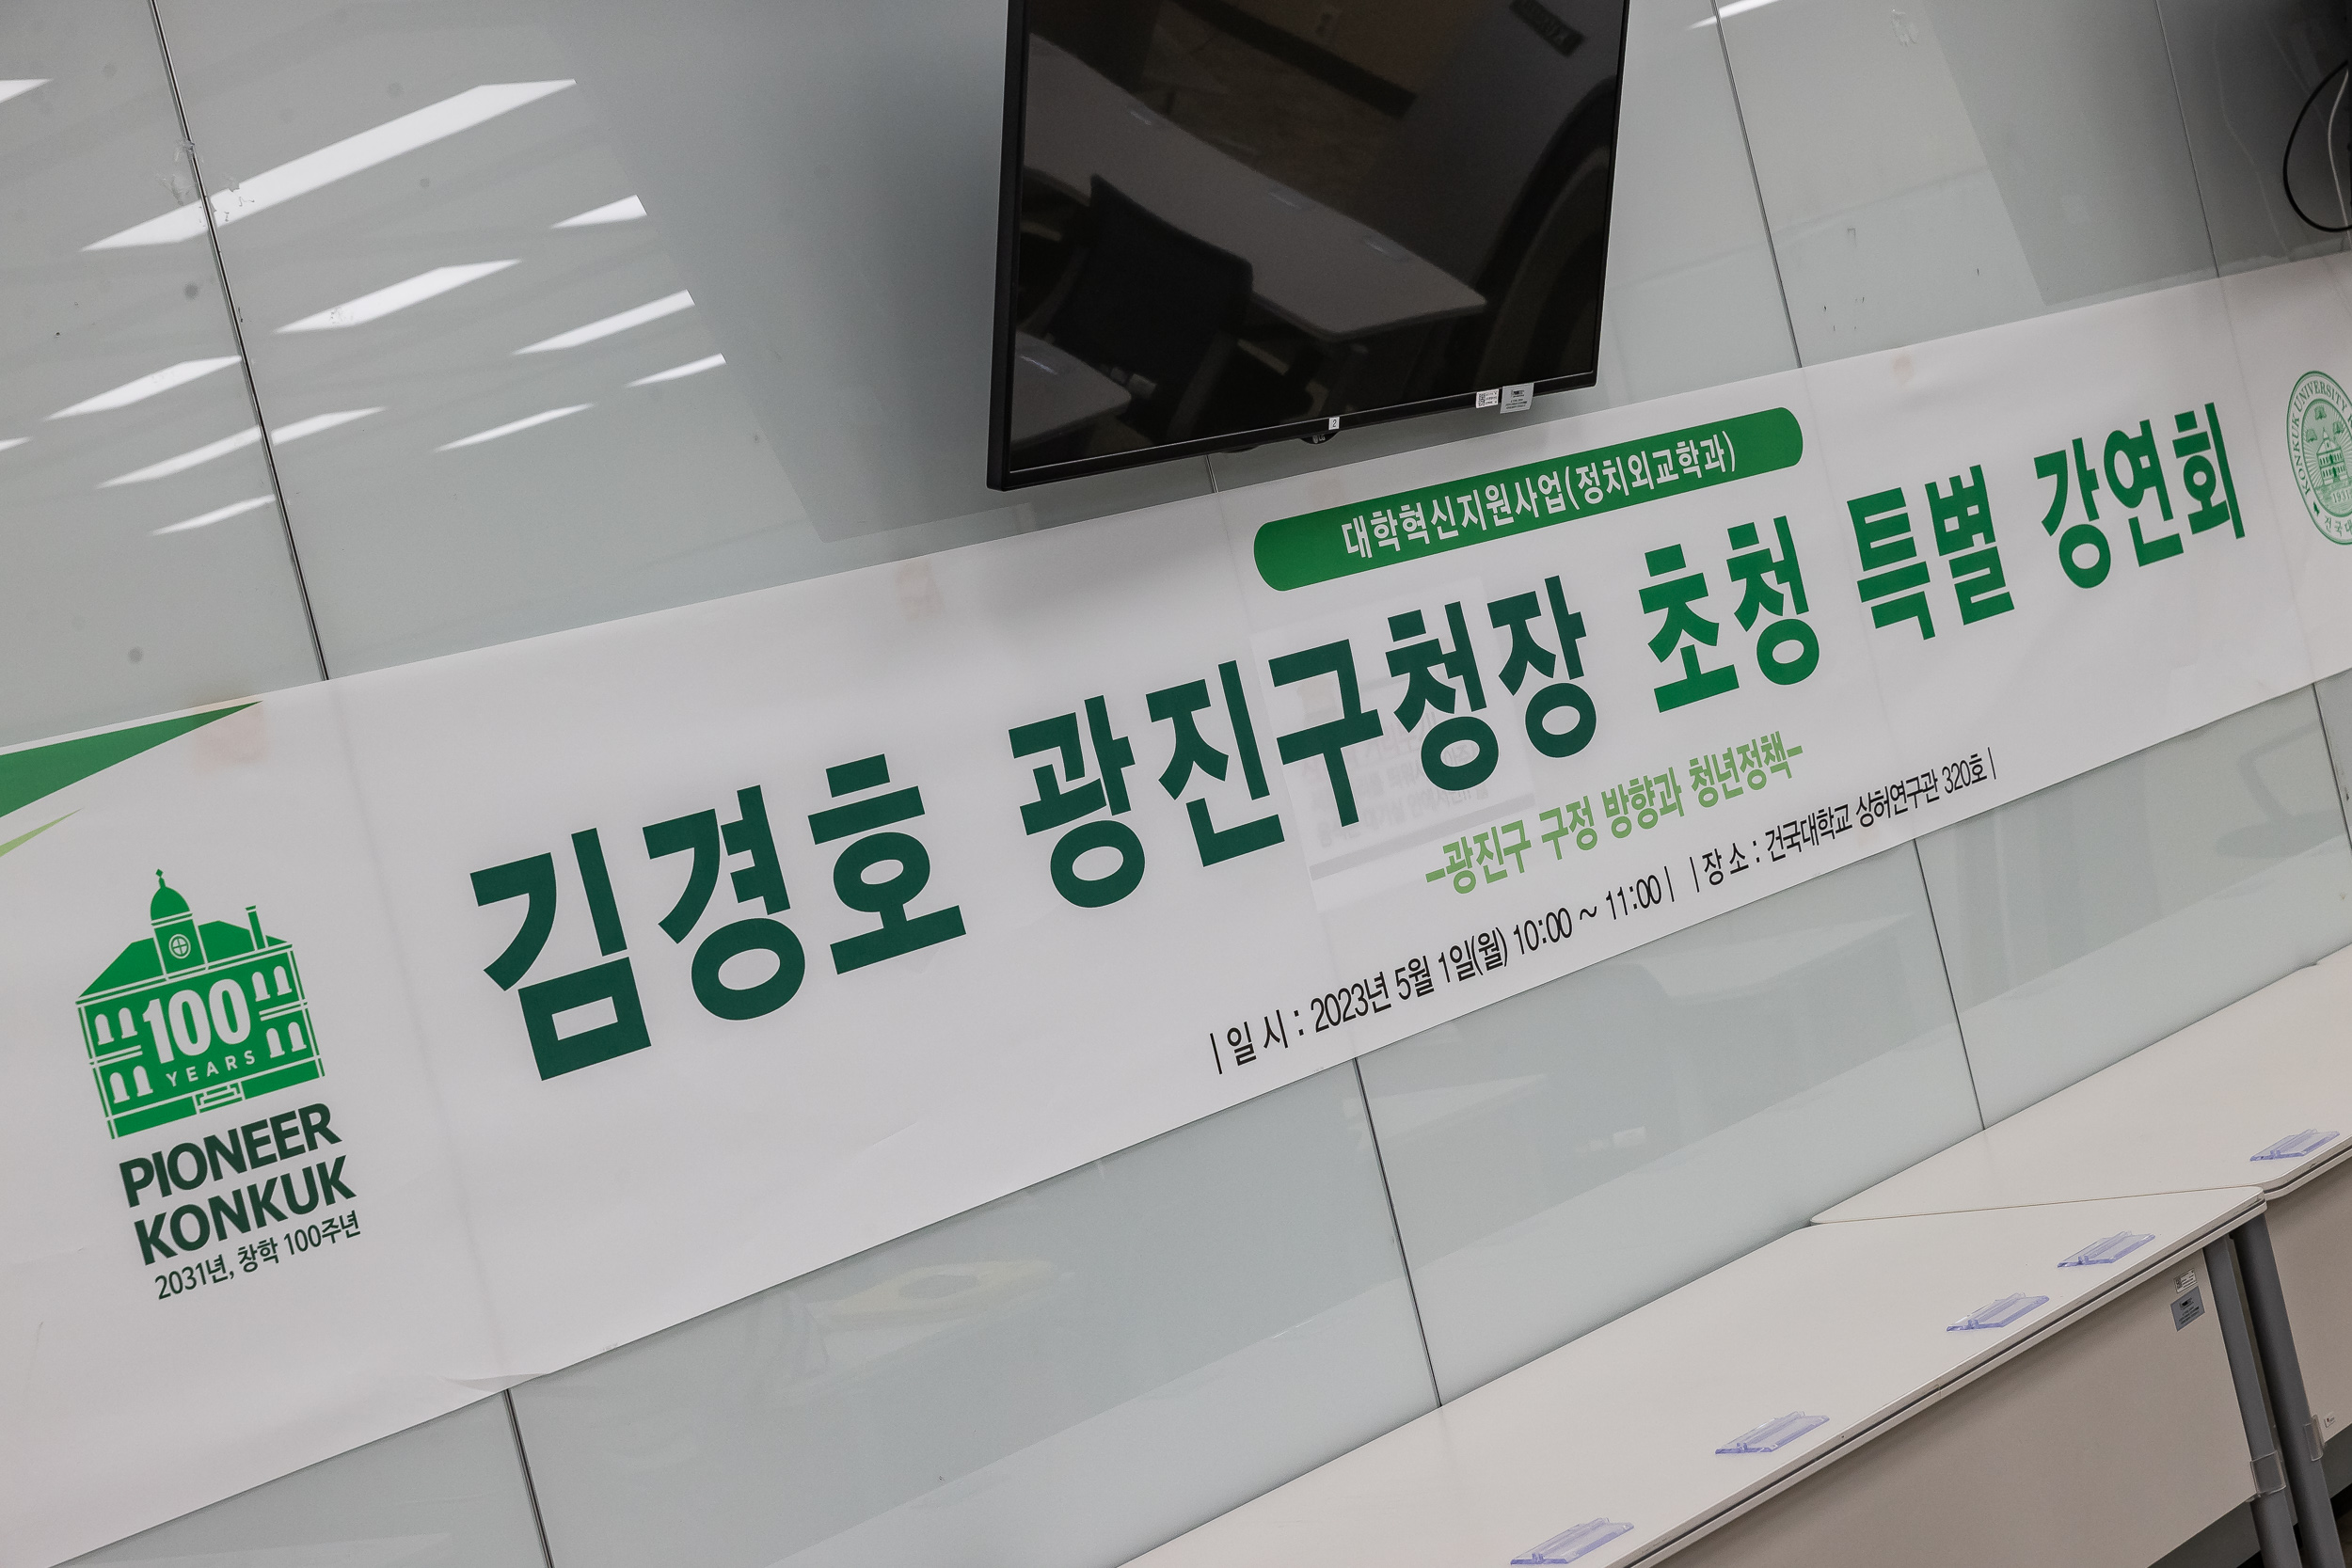 대학혁신지원사업(정치외교학과)
김경호 광진구청장 초청 특별 강연회
-광진구 구정 방향과 청년정책-
| 일 시 : 2023년 5월 1일(월) 10:00 ~ 11:00 | | 장 소 : 건국대학교 상허연구관 320호 |
100
YEARS
PIONEER
KONKUK
2031년, 창학 100주년
KONKUK UNIVERSITY
1931
2